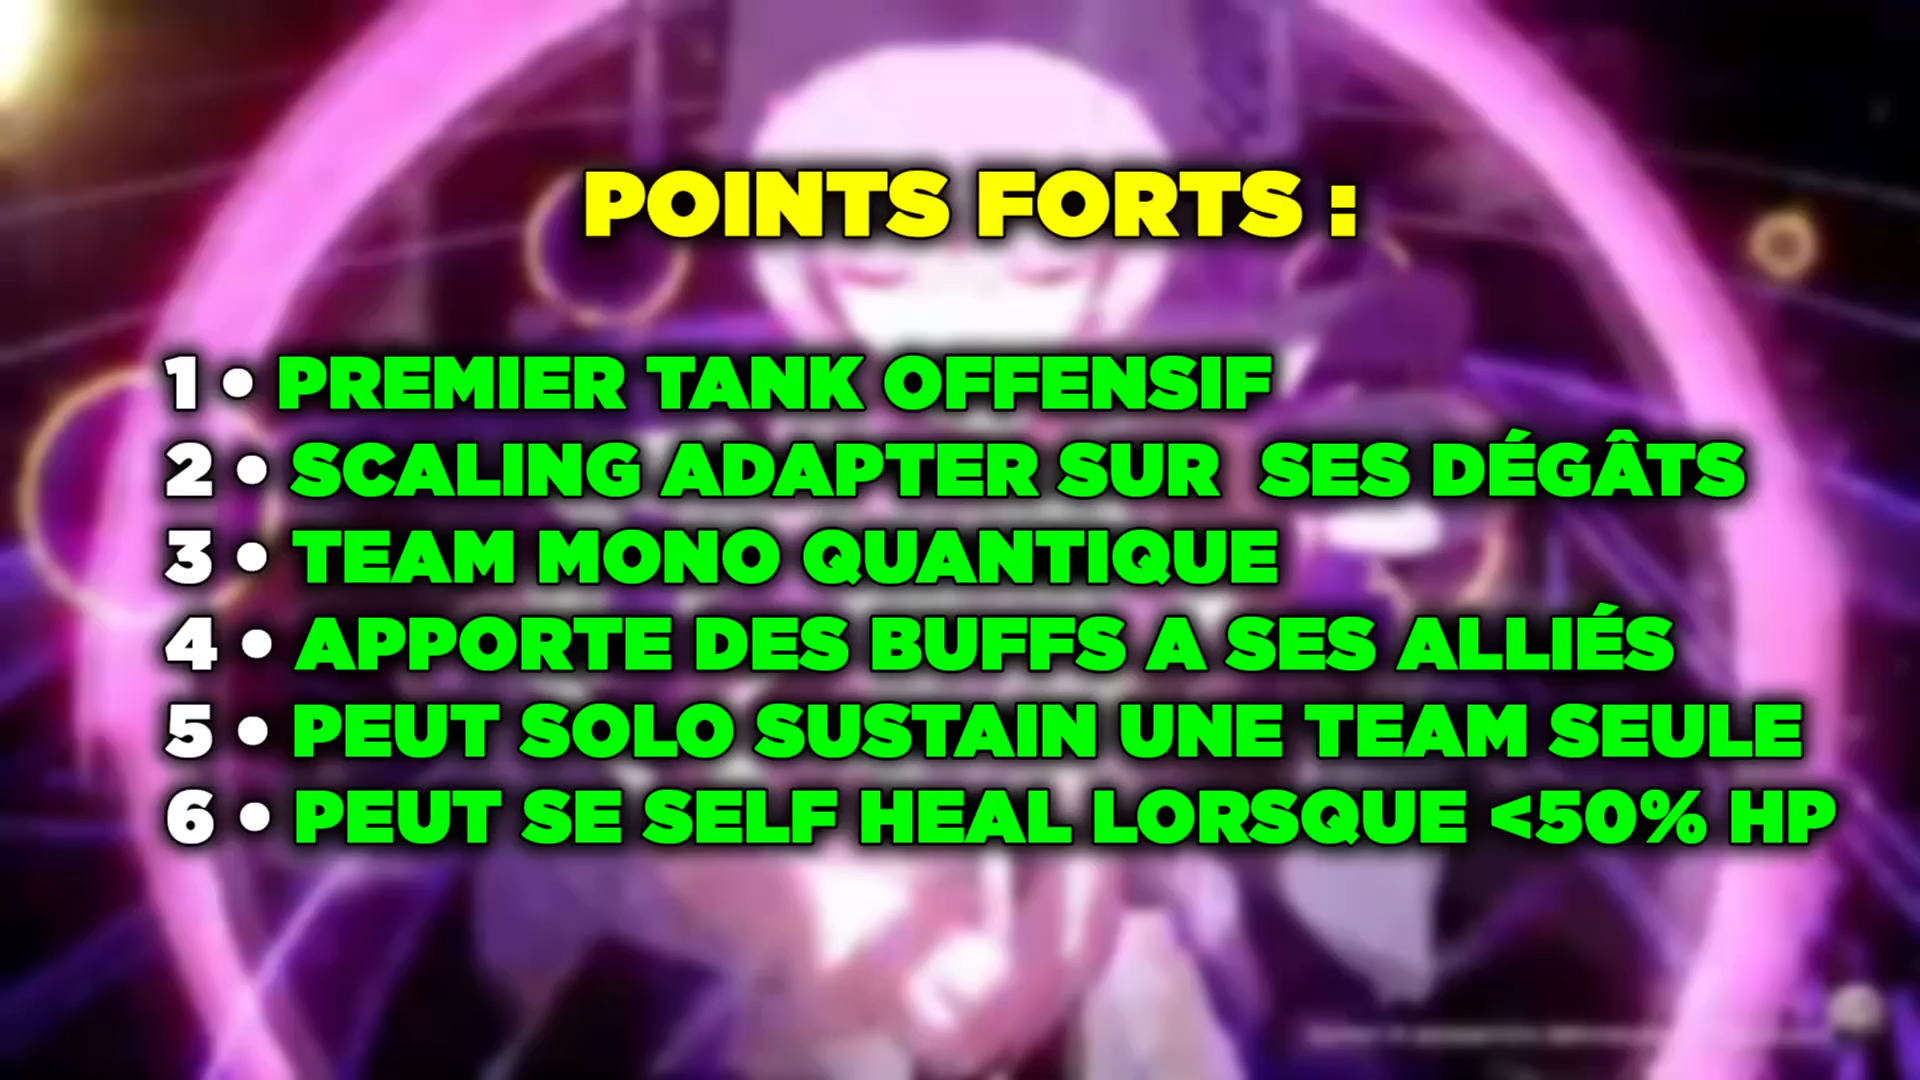 POINTS FORTS :
1 • PREMIER TANK OFFENSIF
2 • SCALING ADAPTER SUR SES DÉGÂTS
3 • TEAM MONO QUANTIQUE
4 • APPORTE DES BUFFS A SES ALLIÉS
5 • PEUT SOLO SUSTAIN UNE TEAM SEULE
6 • PEUT SE SELF HEAL LORSQUE <50% HP